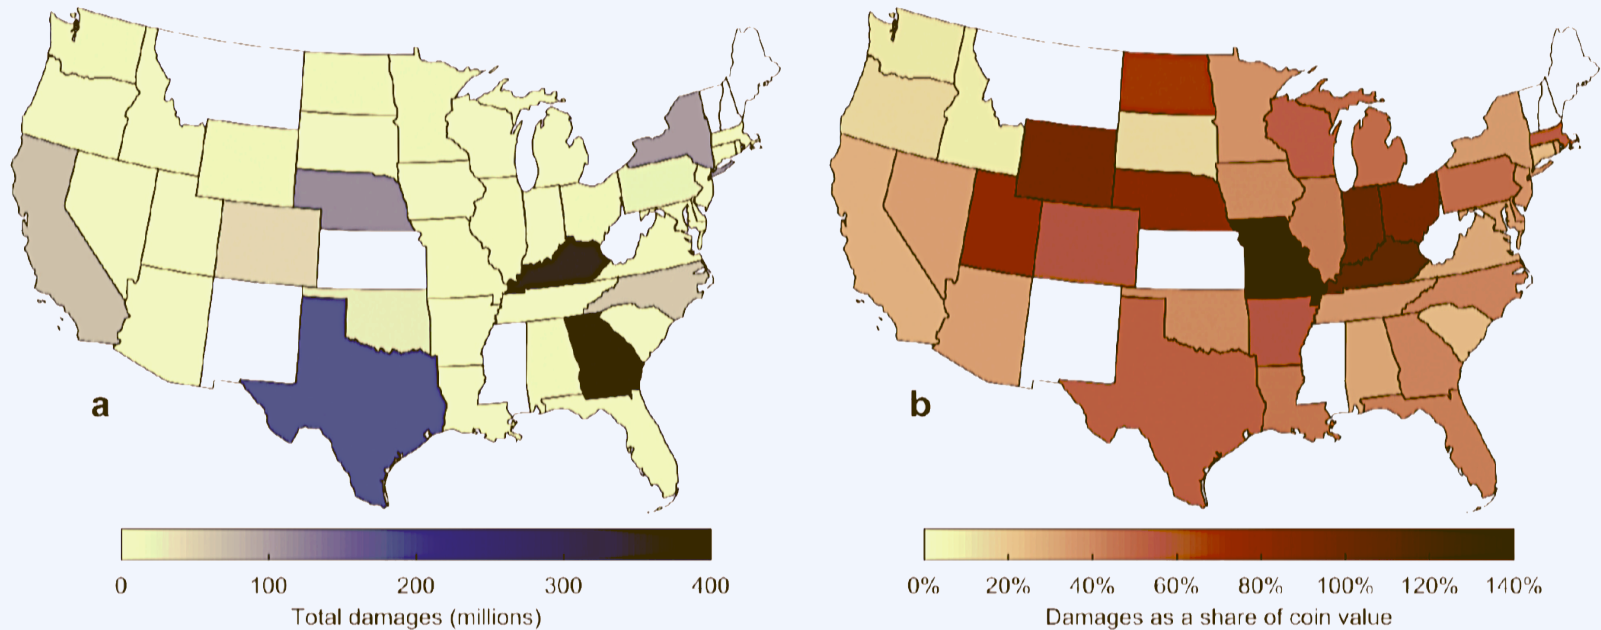 a
b
0 100 200 300 400
Total damages (millions)
0% 20% 40% 60% 80% 100% 120% 140%
Damages as a share of coin value